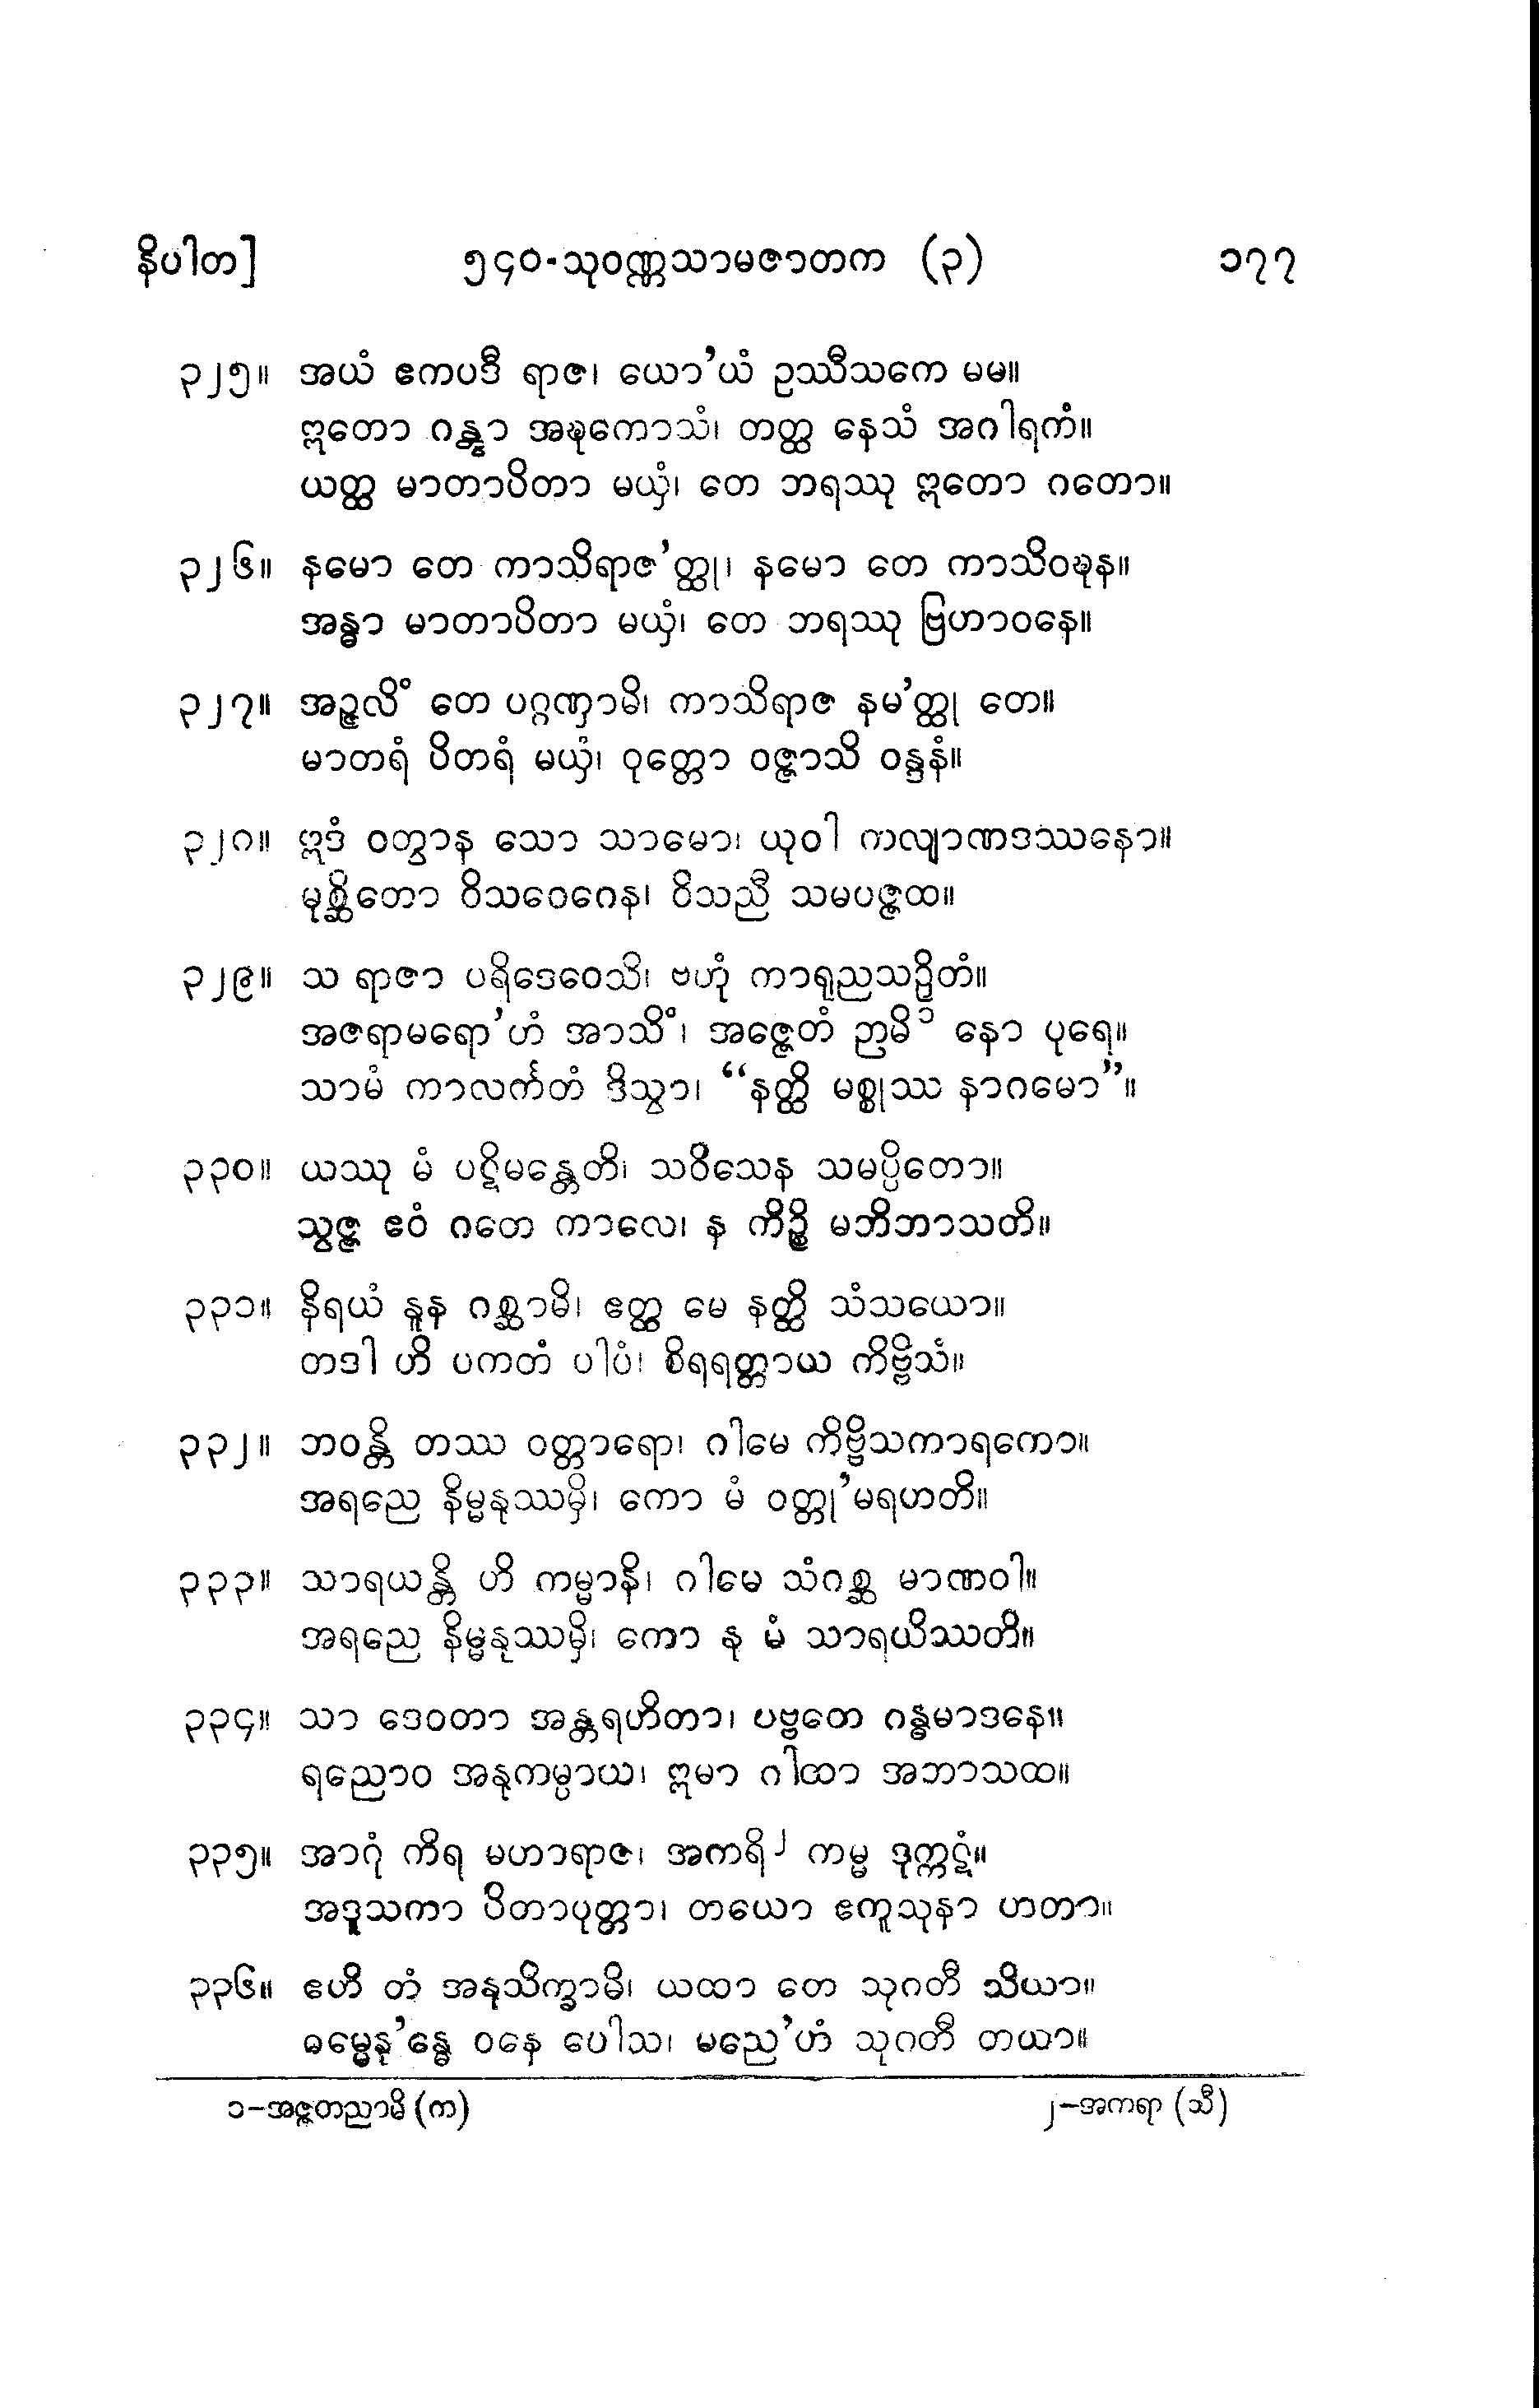 နိပါတ]	၅၄၀-သုဝဏ္ဏသာမဇာတက (၃)	၁၇၇
၃၂၅။ အယံ ဧကပဒီ ရာဇ၊ ယော’ယံ ဥဿီသကေ မမ။
ဣတော ဂန္တွာ အဍ္ဎကောသံ၊ တတ္ထ နေသံ အဂါရကံ။
ယတ္ထ မာတာပိတာ မယှံ၊ တေ ဘရဿု ဣတော ဂတော။
၃၂၆။ နမော တေ ကာသိရာဇ’တ္ထု၊ နမော တေ ကာသိဝဍ္ဎန။
အန္ဓာ မာတာပိတာ မယှံ၊ တေ ဘရဿု ဗြဟာဝနေ။
၃၂၇။ အဉ္ဇလိံ တေ ပဂ္ဂဏှာမိ၊ ကာသိရာဇ နမ’တ္ထု တေ။
မာတရံ ပိတရံ မယှံ၊ ဝုတ္တော ဝဇ္ဇာသိ ဝန္ဒနံ။
၃၂၈။ ဣဒံ ဝတွာန သော သာမော၊ ယုဝါ ကလျာဏဒဿနော။
မုစ္ဆိတော ဝိသဝေဂေန၊ ဝိသညီ သမပဇ္ဇထ။
၃၂၉။ သ ရာဇာ ပရိဒေဝေသိ၊ ဗဟုံ ကာရုညသဉှိတံ။
အဇရာမရော’ဟံ အာသိံ၊ အဇ္ဇေတံ ဉာမိ၁ နော ပုရေ။
သာမံ ကာလင်္ကတံ ဒိသွာ၊ “နတ္ထိ မစ္စုဿ နာဂမော”။
၃၃၀။ ယဿု မံ ပဋိမန္တေတိ၊ သဝိသေန သမပ္ပိတော။
သွဇ္ဇ ဧဝံ ဂတေ ကာလေ၊ န ကိဉ္စိ မဘိဘာသတိ။
၃၃၁။ နိရယံ နူန ဂစ္ဆာမိ၊ ဧတ္ထ မေ နတ္ထိ သံသယော။
တဒါ ဟိ ပကတံ ပါပံ၊ စိရရတ္တာယ ကိဗ္ဗိသံ။
၃၃၂။ ဘဝန္တိ တဿ ဝတ္တာရော၊ ဂါမေ ကိဗ္ဗိသကာရကော။
အရညေ နိမ္မနုဿမှိ၊ ကော မံ ဝတ္တု’မရဟတိ။
၃၃၃။ သာရယန္တိ ဟိ ကမ္မာနိ၊ ဂါမေ သံဂစ္ဆ မာဏဝါ။
အရညေ နိမ္မနုဿမှိ၊ ကော နု မံ သာရယိဿတိ။
၃၃၄။ သာ ဒေဝတာ အန္တရဟိတာ၊ ပဗ္ဗတေ ဂန္ဓမာဒနေ။
ရညောဝ အနုကမ္ပာယ၊ ဣမာ ဂါထာ အဘာသထ။
၃၃၅။ အာဂုံ ကိရ မဟာရာဇ၊ အကရိ၂ ကမ္မ ဒုက္ကဋံ။
အဒူသကာ ပိတာပုတ္တာ၊ တယော ဧကူသုနာ ဟတာ။
၃၃၆။ ဧဟိ တံ အနုသိက္ခာမိ၊ ယထာ တေ သုဂတီ သိယာ။
ဓမ္မေနု’န္ဓေ ဝနေ ပေါသ၊ မညေ’ဟံ သုဂတီ တယာ။
၁-အဇ္ဇတညာမိ (က)	၂-အကရာ (သီ)